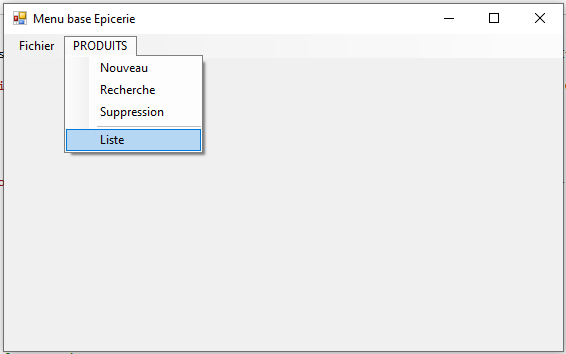 Menu base Epicerie
Fichier PRODUITS
Nouveau
Recherche
Suppression
Liste